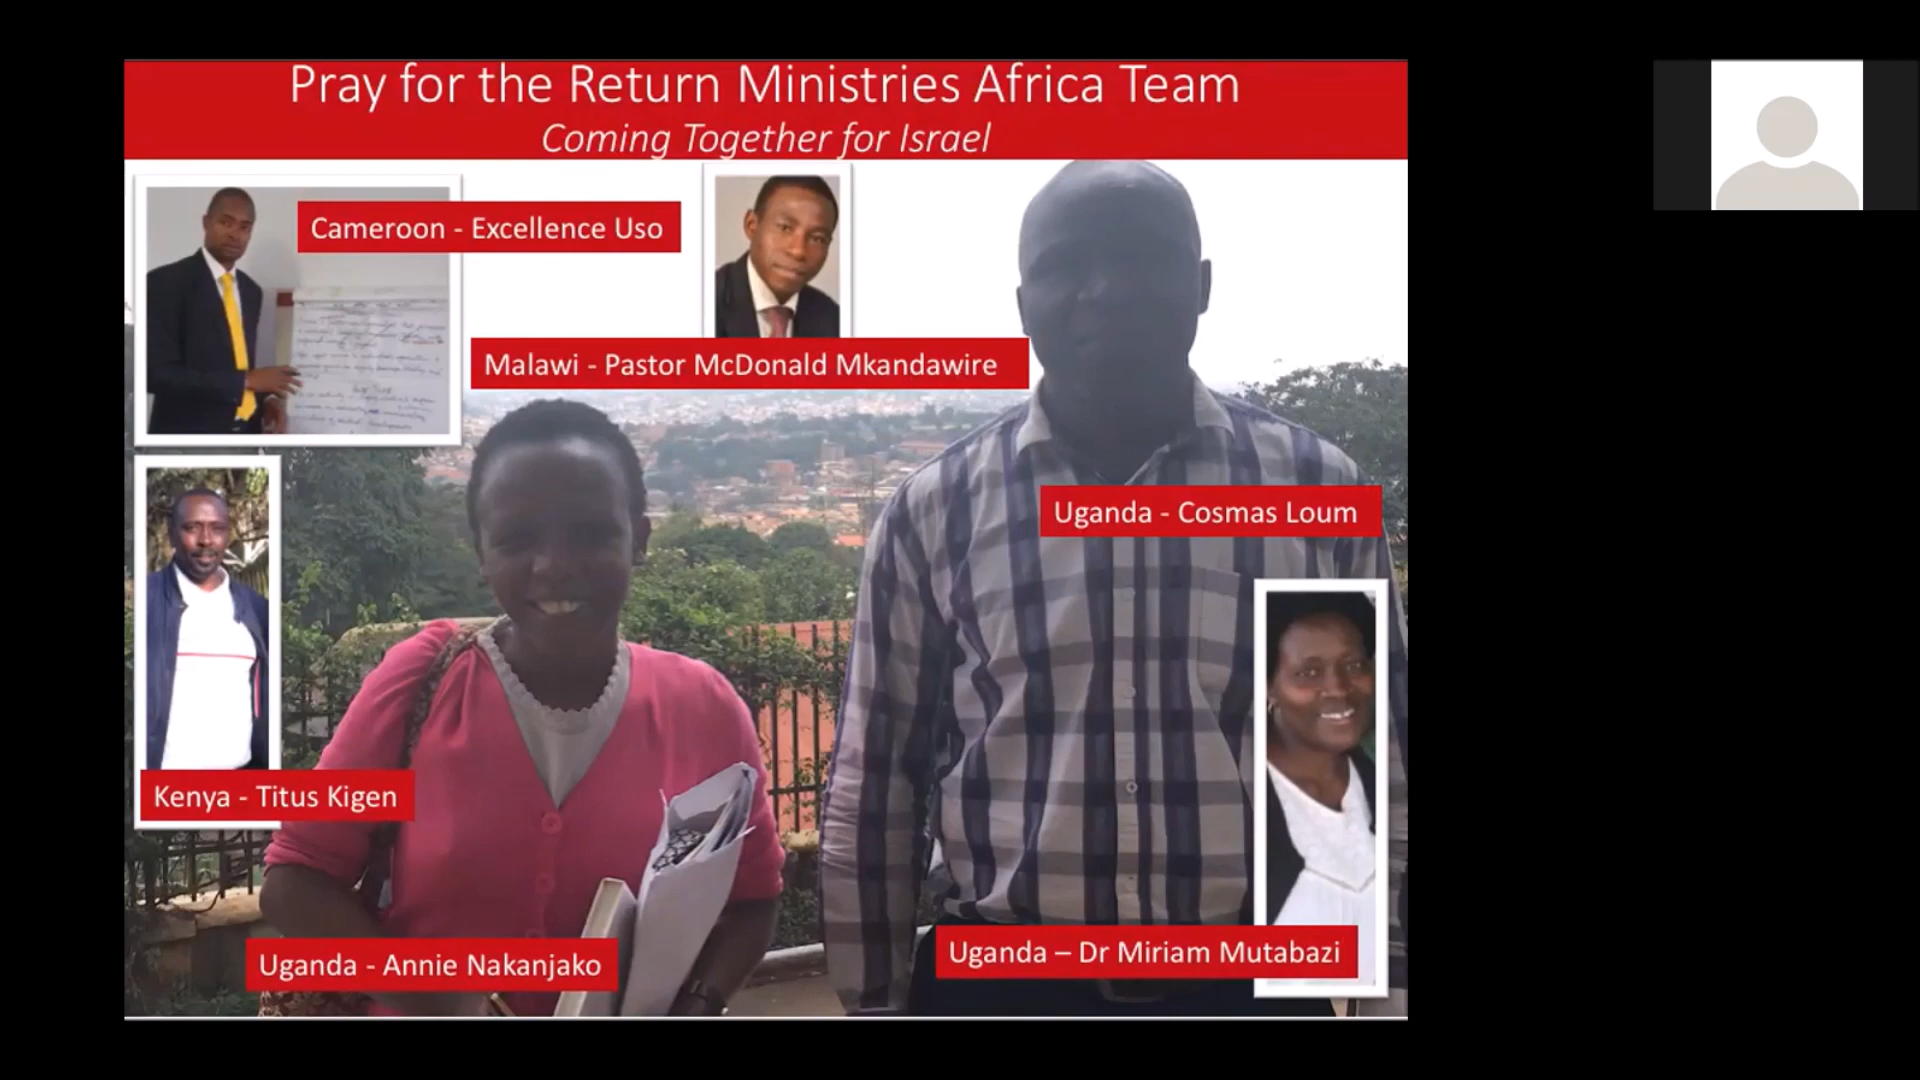 Pray for the Return Ministries Africa Team
Coming Together for Israel
Cameroon - Excellence Uso
Malawi - Pastor McDonald Mkandawire
Uganda - Cosmas Loum
Kenya - Titus Kigen
Uganda - Annie Nakanjako
Uganda – Dr Miriam Mutabazi